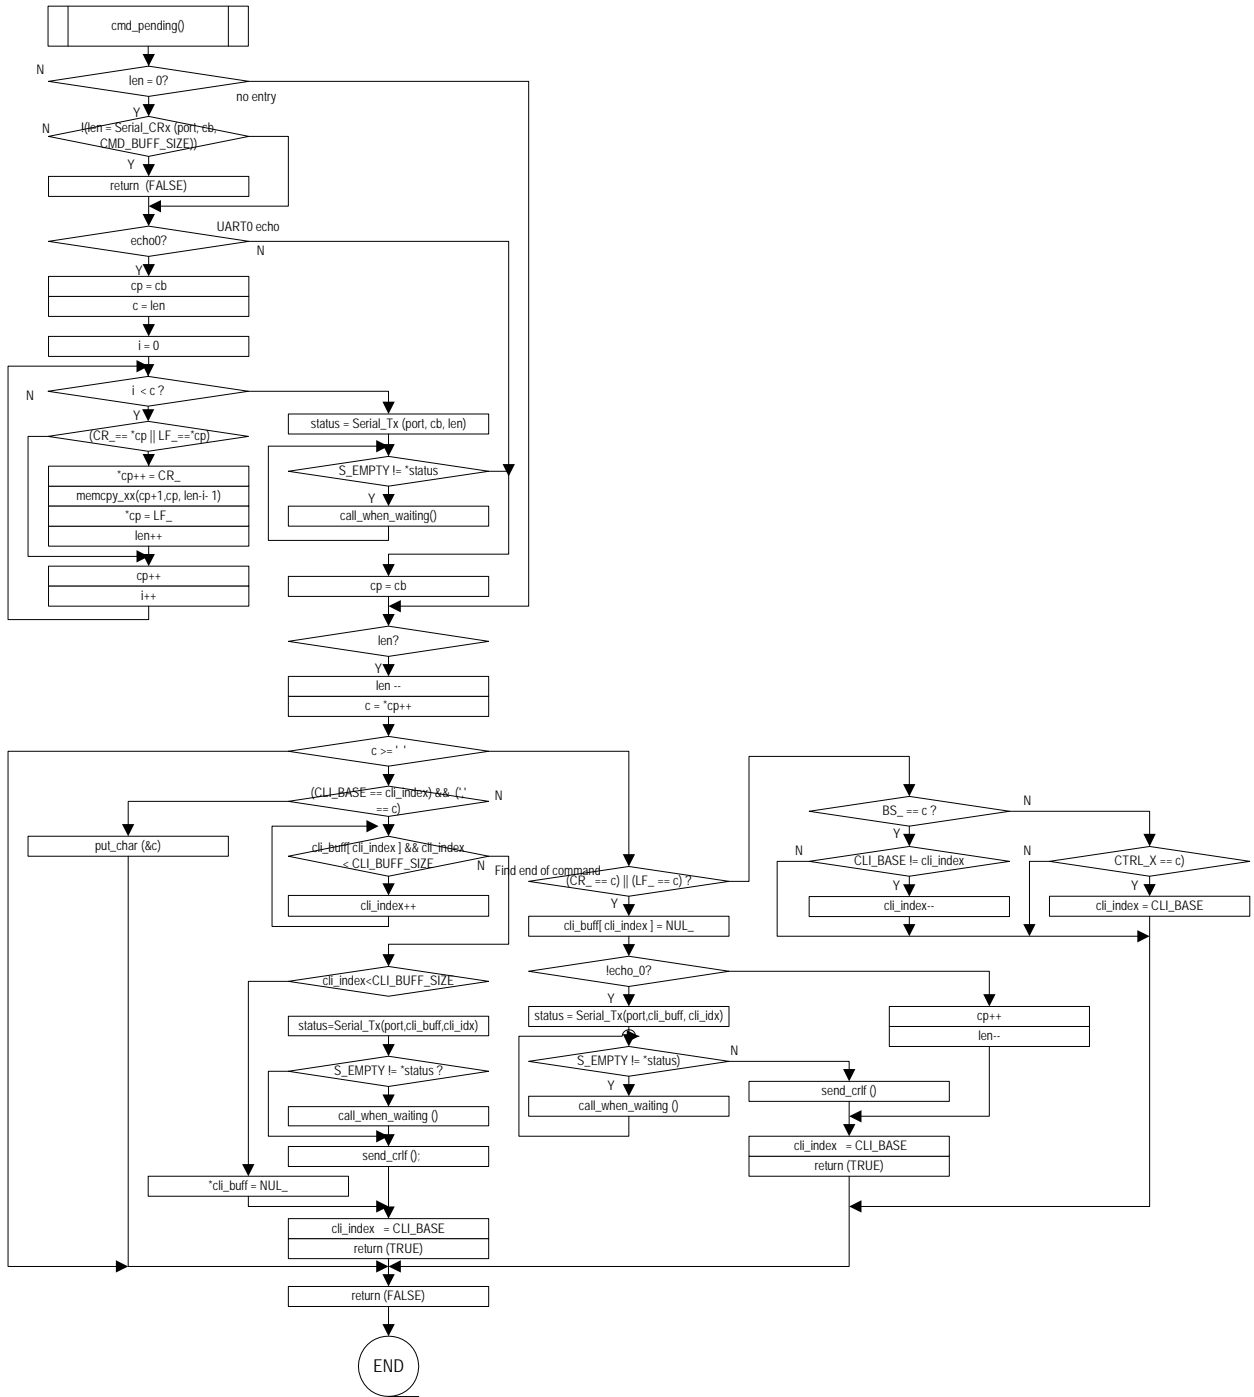 cmd_pending()
N
len = 0?
no entry
Y
N
!(len = Serial_CRx (port, cb,
CMD_BUFF_SIZE))
Y
return (FALSE)
UART0 echo
echo0?
N
Y
cp = cb
c = len
i = 0
N
i < c ?
Y
(CR_== *cp || LF_==*cp)
*cp++ = CR_
memcpy_xx(cp+1,cp, len-i- 1)
*cp = LF_
len++
cp++
i++
status = Serial_Tx (port, cb, len)
S_EMPTY != *status
Y
call_when_waiting()
cp = cb
len?
Y
len --
c = *cp++
c >= ' '
(CLI_BASE == cli_index) && ('.'
== c)
N
put_char (&c)
cli_buff[ cli_index ] && cli_index
< CLI_BUFF_SIZE
N
cli_index++
cli_index<CLI_BUFF_SIZE
status=Serial_Tx(port,cli_buff,cli_idx)
S_EMPTY != *status ?
call_when_waiting ()
send_crlf ();
*cli_buff = NUL_
cli_index = CLI_BASE
return (TRUE)
return (FALSE)
END
Find end of command
(CR_ == c) || (LF_ == c) ?
Y
cli_buff[ cli_index ] = NUL_
!echo_0?
Y
status = Serial_Tx(port,cli_buff, cli_idx)
S_EMPTY != *status)
N
Y
call_when_waiting ()
cp++
len--
send_crlf ()
cli_index = CLI_BASE
return (TRUE)
BS_ == c ?
N
Y
N
CLI_BASE != cli_index
Y
cli_index--
N
CTRL_X == c)
Y
cli_index = CLI_BASE